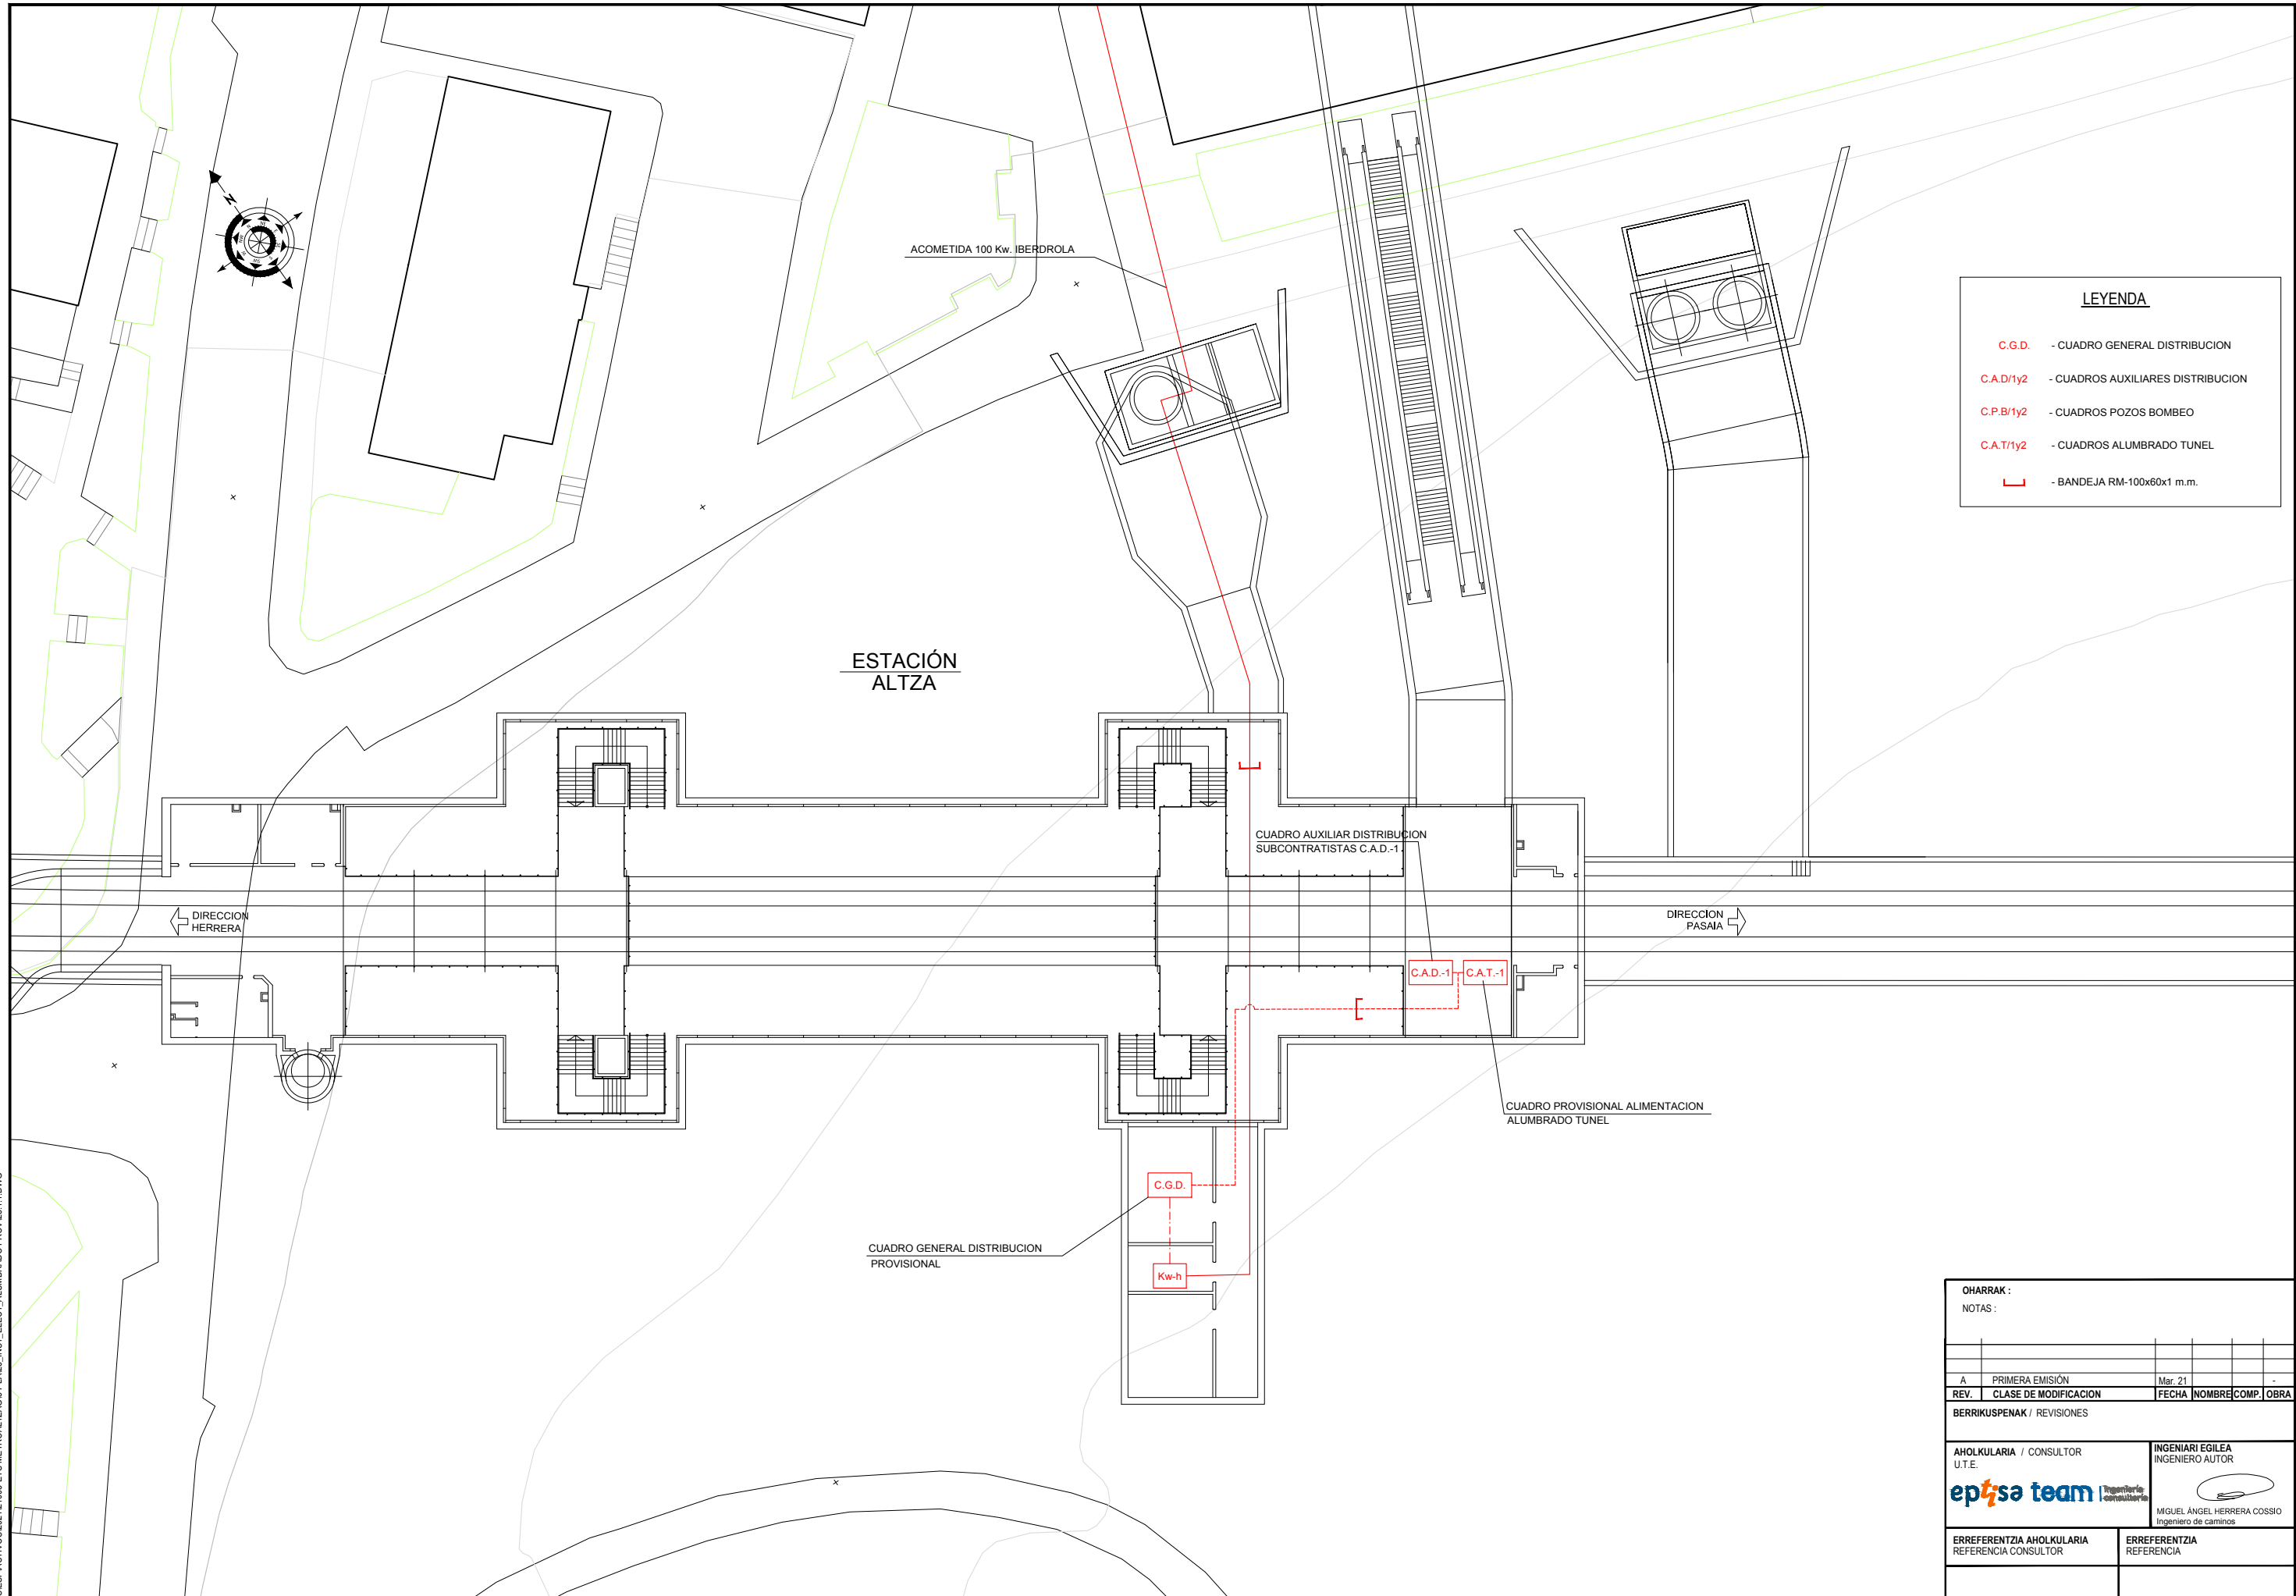 N
ACOMETIDA 100 Kw. IBERDROLA
LEYENDA
C.G.D. - CUADRO GENERAL DISTRIBUCION
C.A.D/1y2 - CUADROS AUXILIARES DISTRIBUCION
C.P.B/1y2 - CUADROS POZOS BOMBEO
C.A.T/1y2 - CUADROS ALUMBRADO TUNEL
- BANDEJA RM-100x60x1 m.m.
ESTACIÓN
ALTZA
CUADRO AUXILIAR DISTRIBUCION
SUBCONTRATISTAS C.A.D.-1
DIRECCION
HERRERA
DIRECCION
PASAIA
C.A.D.-1
C.A.T.-1
CUADRO PROVISIONAL ALIMENTACION
ALUMBRADO TUNEL
C.G.D.
CUADRO GENERAL DISTRIBUCION
PROVISIONAL
Kw-h
OHARRAK :
NOTAS :
A PRIMERA EMISIÓN Mar. 21 -
REV. CLASE DE MODIFICACION FECHA NOMBRE COMP. OBRA
BERRIKUSPENAK / REVISIONES
AHOLKULARIA / CONSULTOR
U.T.E.
eptisa team ingeniería consultoría
INGENIARI EGILEA
INGENIERO AUTOR
MIGUEL ÁNGEL HERRERA COSSIO
Ingeniero de caminos
ERREFERENTZIA AHOLKULARIA
REFERENCIA CONSULTOR
ERREFERENTZIA
REFERENCIA